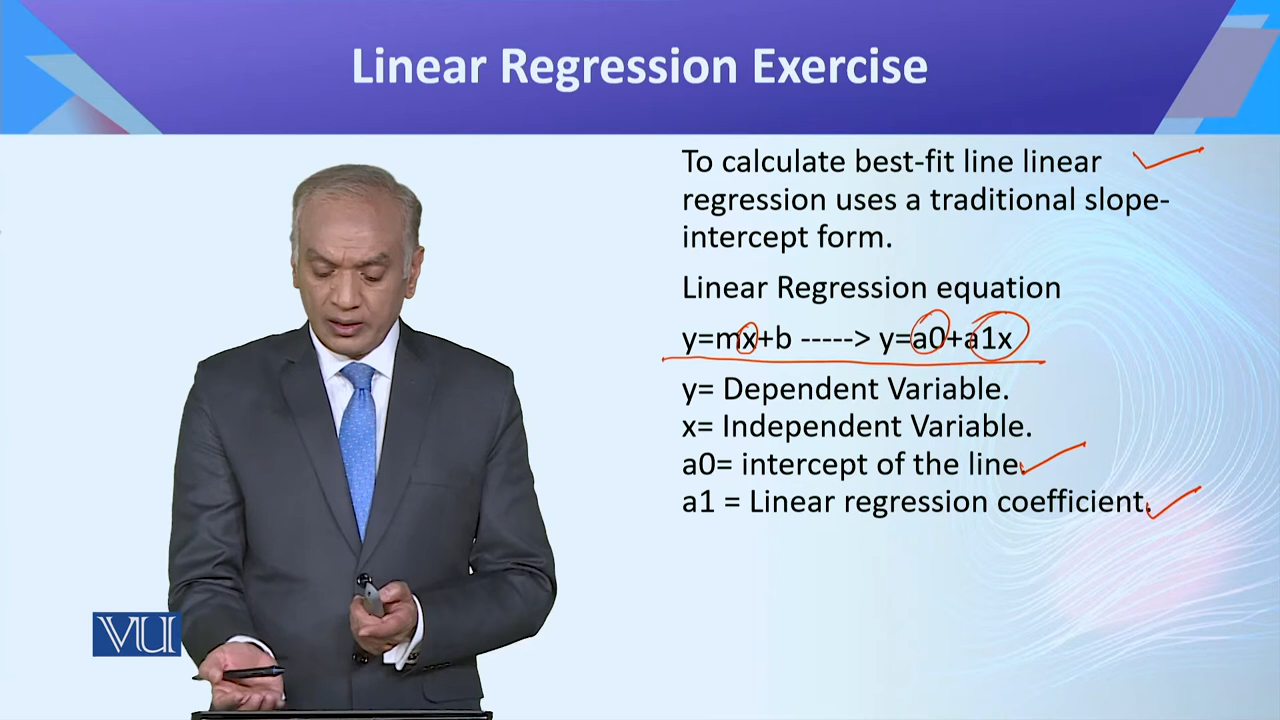 Linear Regression Exercise
To calculate best-fit line linear
regression uses a traditional slope-
intercept form.
Linear Regression equation
y=mx+b -----> y=a0+a1x
y= Dependent Variable.
x= Independent Variable.
a0= intercept of the line.
a1 = Linear regression coefficient.
VU